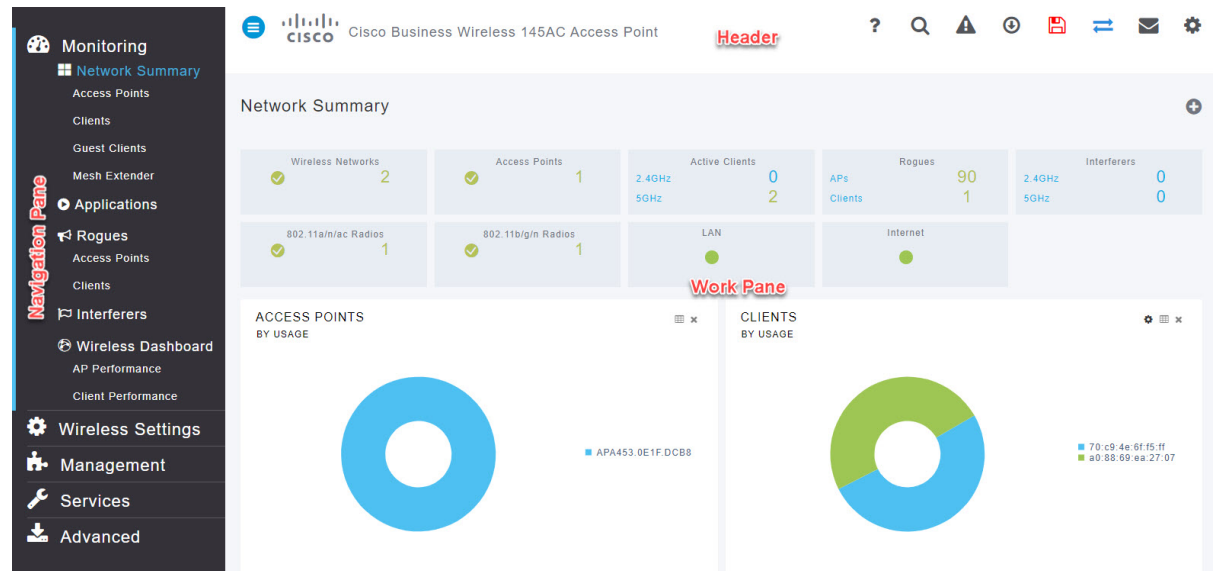 Monitoring
Network Summary
Access Points
Clients
Guest Clients
Mesh Extender
Applications
Rogues
Access Points
Clients
Interferers
Wireless Dashboard
AP Performance
Client Performance
Wireless Settings
Management
Services
Advanced
Navigation Pane
CISCO Cisco Business Wireless 145AC Access Point
Header
?
Network Summary
Wireless Networks
2
Access Points
1
Active Clients
2.4GHz 0
5GHz 2
Rogues
APs 90
Clients 1
Interferers
2.4GHz 0
5GHz 0
802.11a/n/ac Radios
1
802.11b/g/n Radios
1
LAN
Internet
Work Pane
ACCESS POINTS
BY USAGE
APA453.0E1F.DCB8
CLIENTS
BY USAGE
70:c9:4e:6f:f5:ff
a0:88:69:ea:27:07